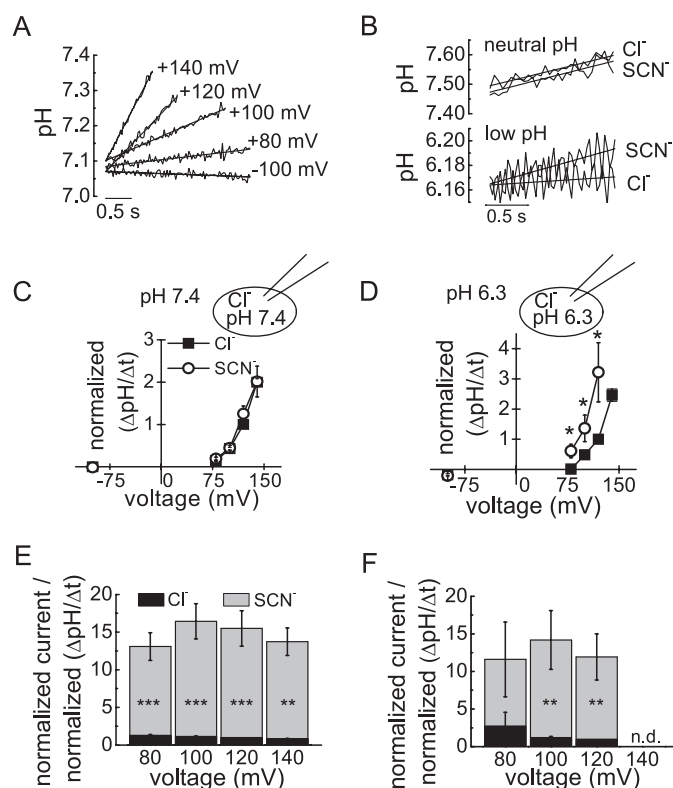 A
7.4
7.3
7.2
7.1
7.0
pH
+140 mV
+120 mV
+100 mV
+80 mV
-100 mV
0.5 s
B
7.60
7.50
7.40
pH
neutral pH
Cl⁻
SCN⁻
low pH
6.20
6.18
6.16
pH
SCN⁻
Cl⁻
0.5 s
C
pH 7.4
Cl⁻
pH 7.4
normalized
(ΔpH/Δt)
3
2
1
Cl⁻
SCN⁻
-75
0
75
150
voltage (mV)
D
pH 6.3
Cl⁻
pH 6.3
normalized
(ΔpH/Δt)
4
3
2
1
*
*
*
-75
0
75
150
voltage (mV)
E
normalized current /
normalized (ΔpH/Δt)
20
15
10
5
0
Cl⁻
SCN⁻
***
***
***
**
80 100 120 140
voltage (mV)
F
normalized current /
normalized (ΔpH/Δt)
20
15
10
5
0
**
**
n.d.
80 100 120 140
voltage (mV)